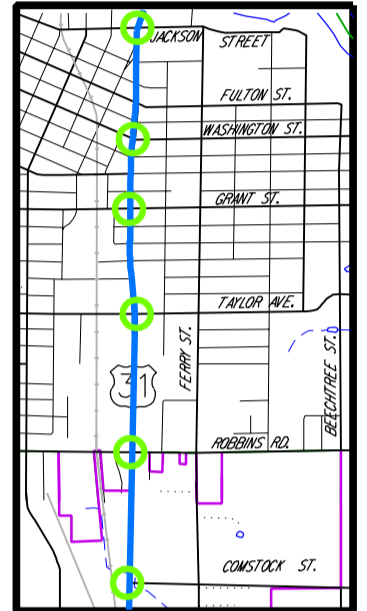 JACKSON STREET
FULTON ST.
WASHINGTON ST.
GRANT ST.
TAYLOR AVE.
FERRY ST.
BEECHTREE ST.
31
ROBBINS RD.
COMSTOCK ST.